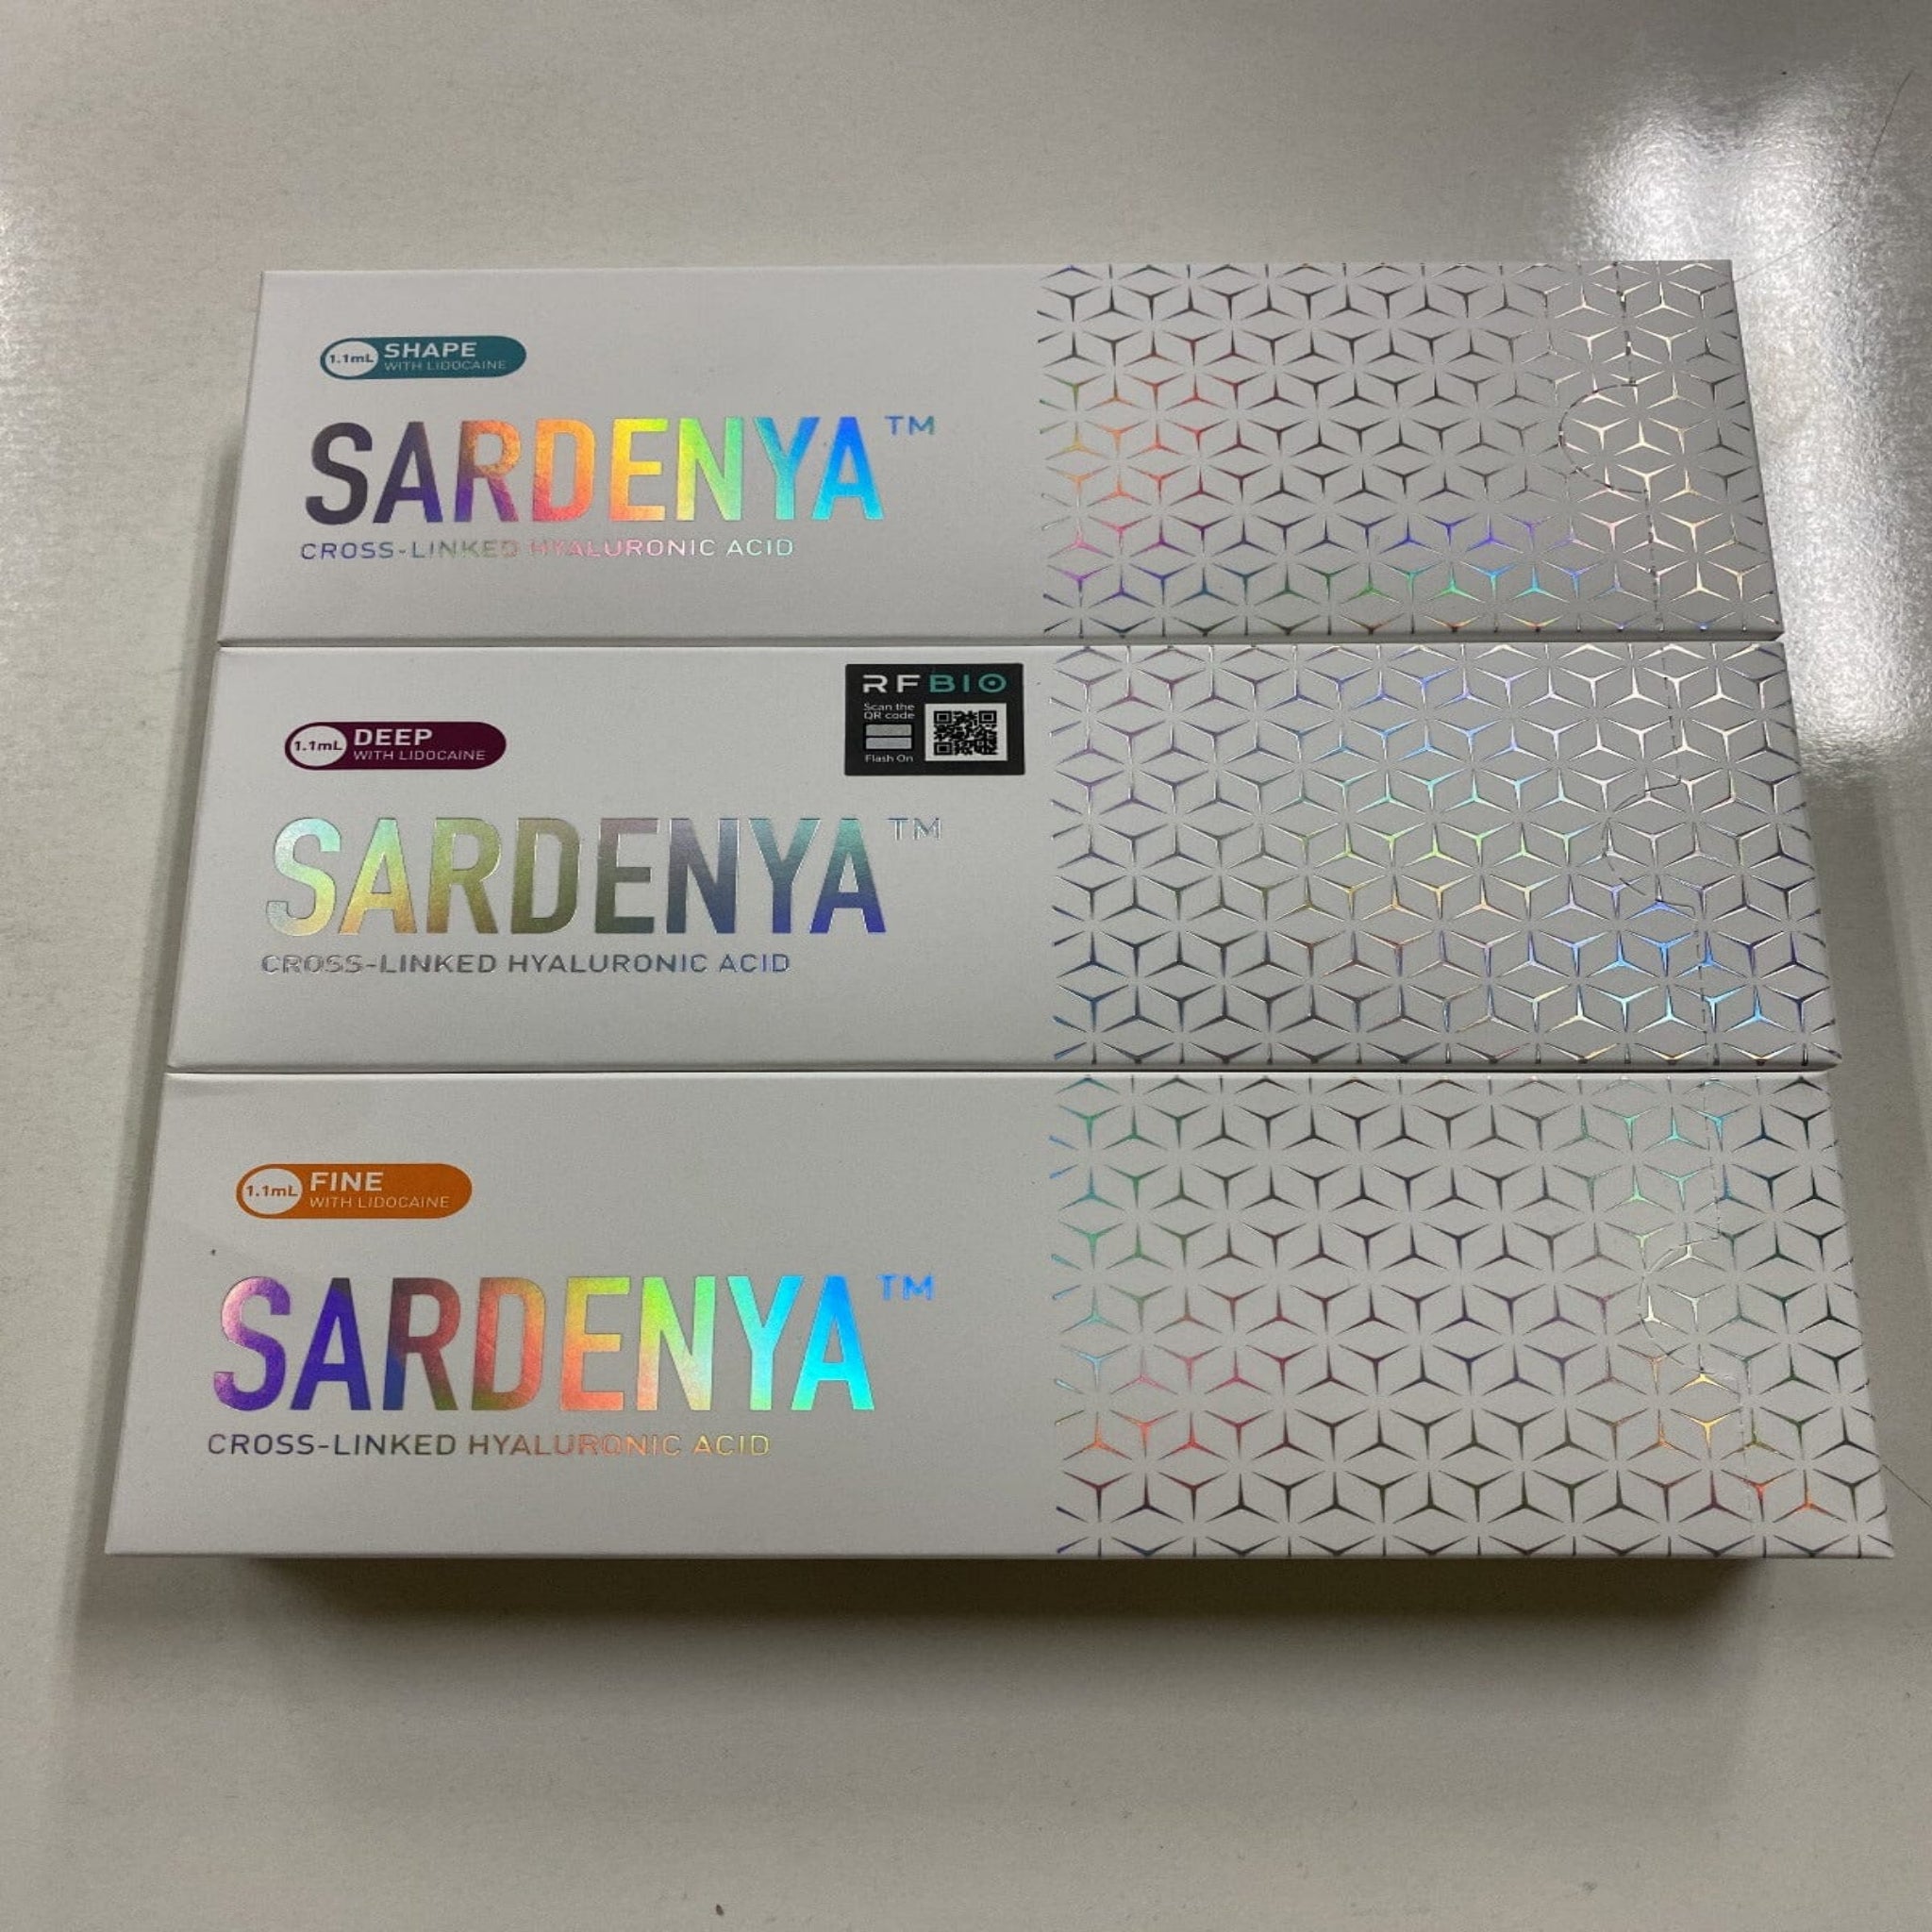 1.1mL SHAPE
WITH LIDOCAINE
SARDENYA™
CROSS-LINKED HYALURONIC ACID
RFBIO
Scan the
QR code
Flash On
1.1mL DEEP
WITH LIDOCAINE
SARDENYA™
CROSS-LINKED HYALURONIC ACID
1.1mL FINE
WITH LIDOCAINE
SARDENYA™
CROSS-LINKED HYALURONIC ACID